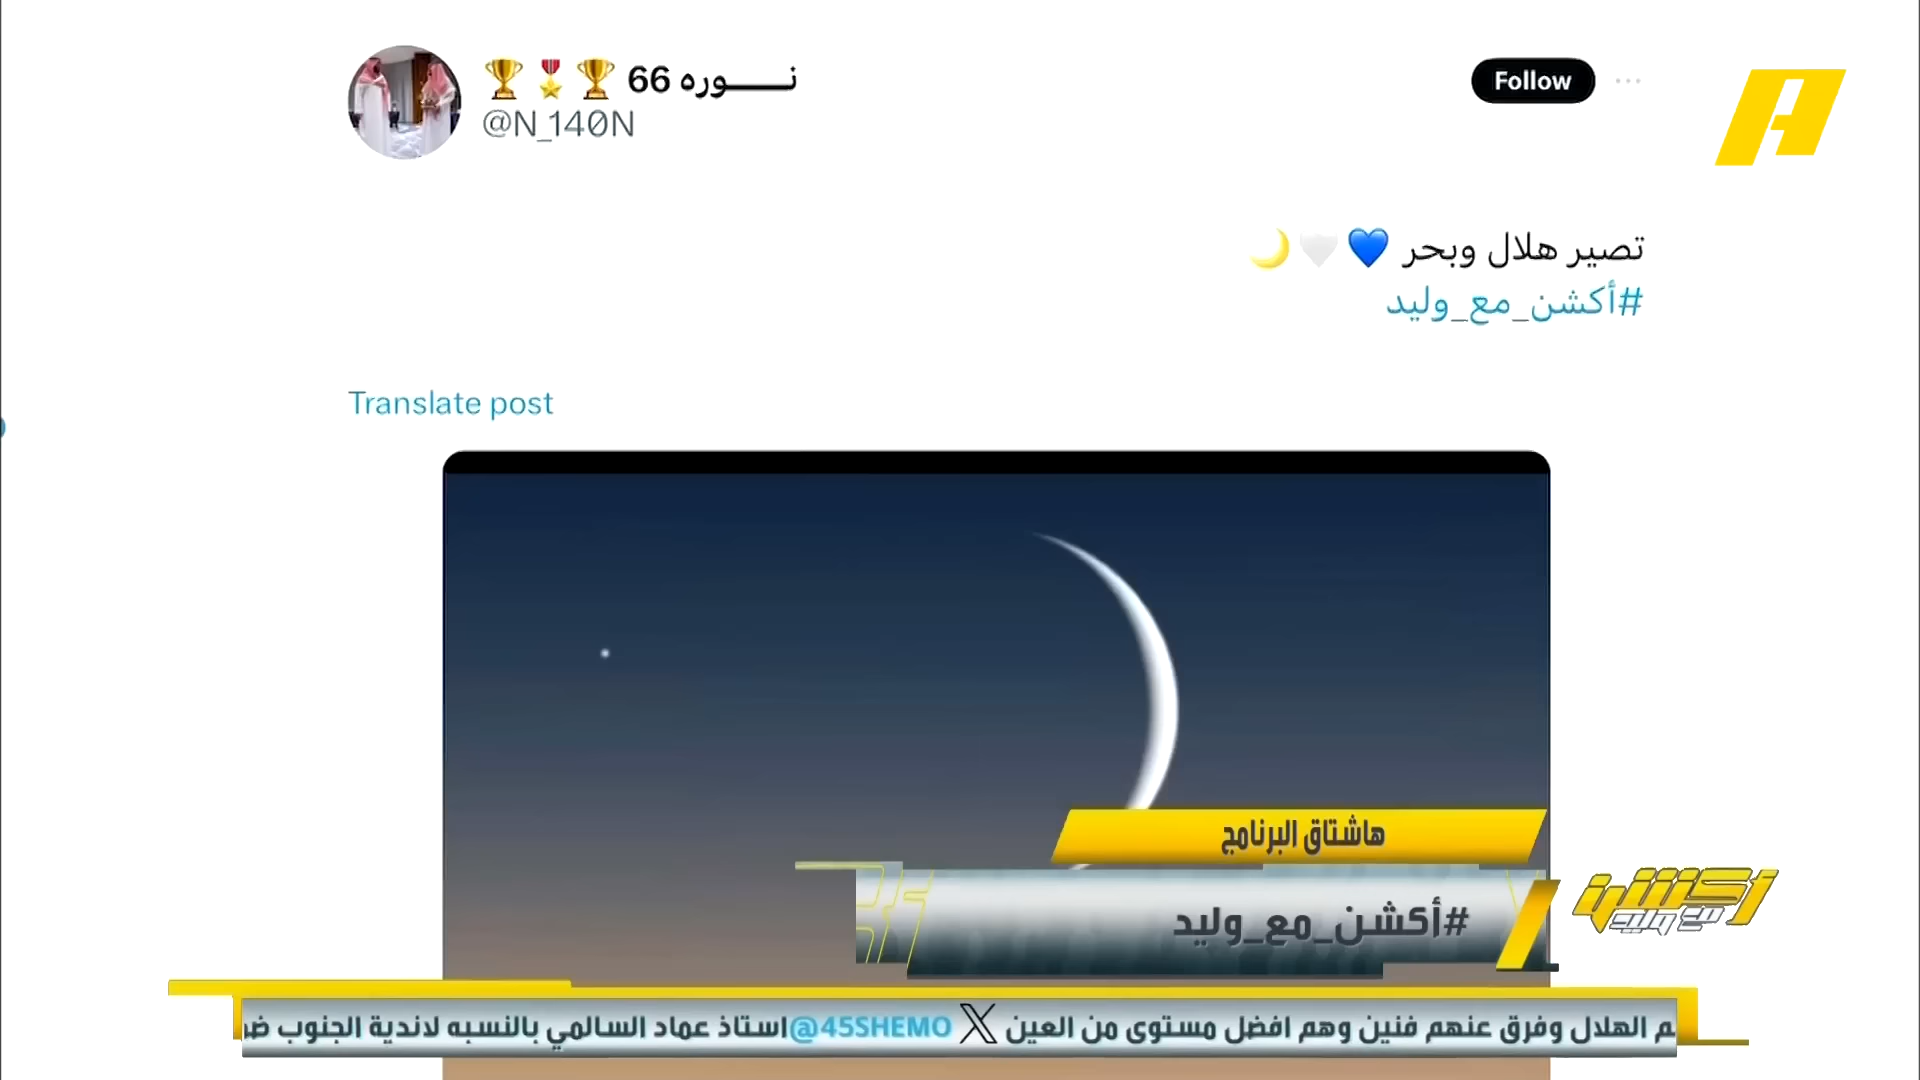 نـــــوره 66
@N_140N
Follow
تصير هلال وبحر
#أكشن_مع_وليد
Translate post
هاشتاق البرنامج
#أكشن_مع_وليد
أكشن مع وليد
الهلال وفرق عنهم فنين وهم افضل مستوى من العين X @45SHEMO استاذ عماد السالمي بالنسبه لاندية الجنوب